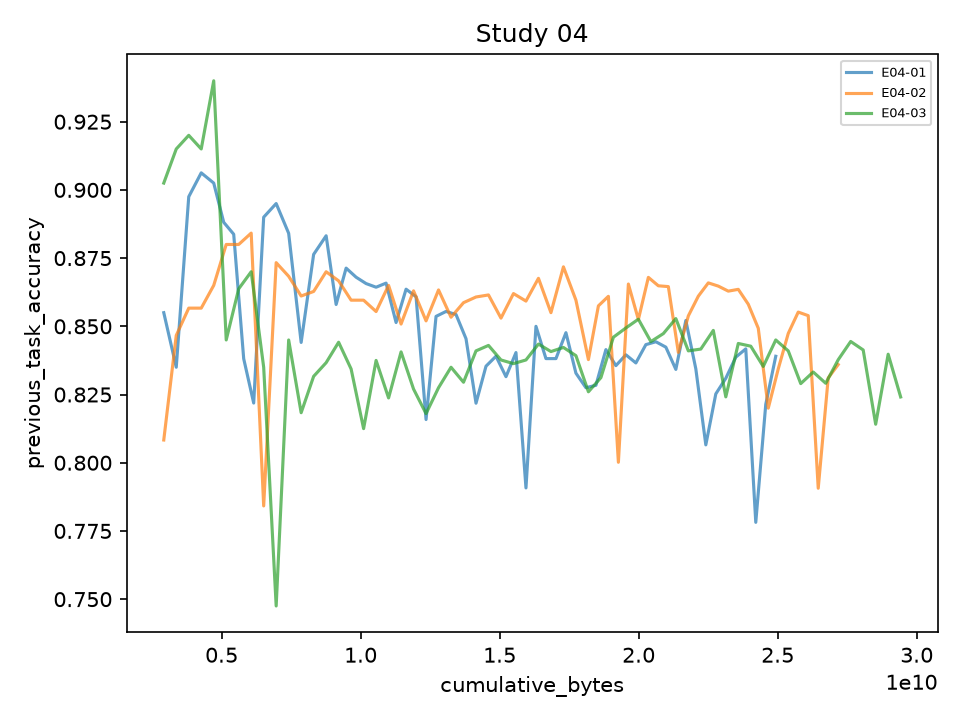 Study 04
E04-01
E04-02
E04-03
previous_task_accuracy
0.925
0.900
0.875
0.850
0.825
0.800
0.775
0.750
0.5 1.0 1.5 2.0 2.5 3.0
1e10
cumulative_bytes